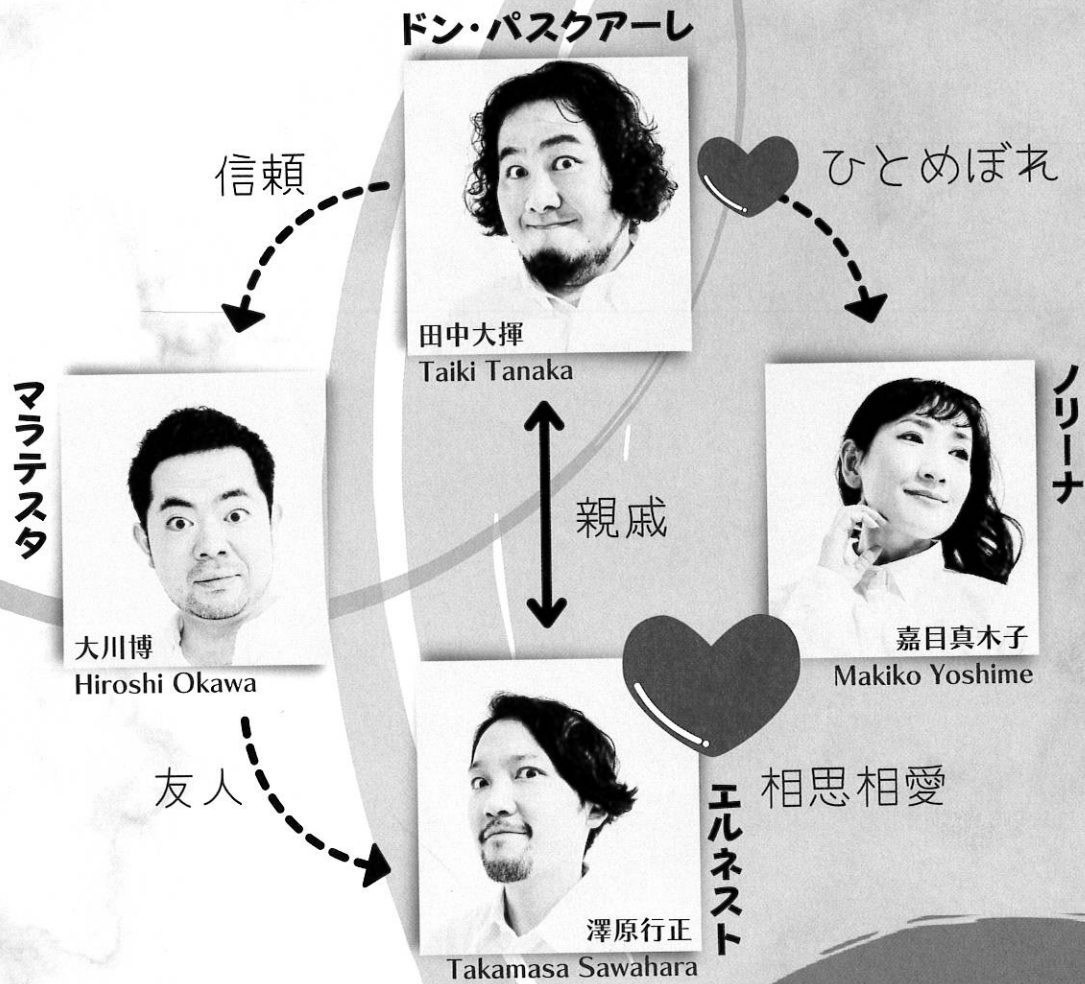 ドン・パスクアーレ
信頼
ひとめぼれ
田中大揮
Taiki Tanaka
マラテスタ
ノリーナ
親戚
大川博
Hiroshi Okawa
嘉目真木子
Makiko Yoshime
友人
エルネスト
相思相愛
澤原行正
Takamasa Sawahara